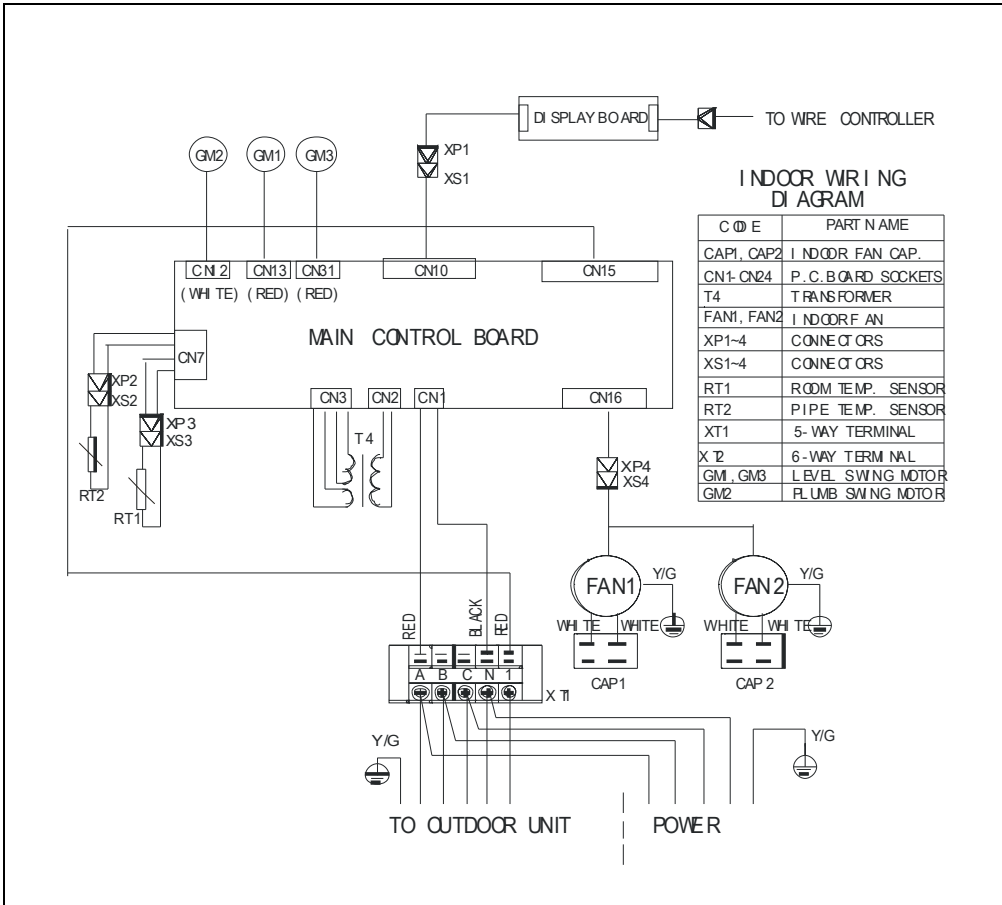 DISPLAY BOARD
TO WIRE CONTROLLER
XP1
XS1
GM2 GM1 GM3
INDOOR WIRING
DIAGRAM
CODE PART NAME
CAP1, CAP2 INDOOR FAN CAP.
CN1-CN24 P.C.BOARD SOCKETS
T4 TRANSFORMER
FAN1, FAN2 INDOOR FAN
XP1~4 CONNECTORS
XS1~4 CONNECTORS
RT1 ROOM TEMP. SENSOR
RT2 PIPE TEMP. SENSOR
XT1 5-WAY TERMINAL
XT2 6-WAY TERMINAL
GM1, GM3 LEVEL SWING MOTOR
GM2 PLUMB SWING MOTOR
CN12 CN13 CN31 CN10 CN15
(WHITE) (RED) (RED)
MAIN CONTROL BOARD
CN7
CN3 CN2 CN1 CN16
XP2
XS2
XP3
XS3
T4
RT2
RT1
XP4
XS4
FAN1 Y/G FAN2 Y/G
WHITE WHITE WHITE WHITE
CAP1 CAP2
RED BLACK RED
A B C N 1
XT1
Y/G Y/G
TO OUTDOOR UNIT POWER